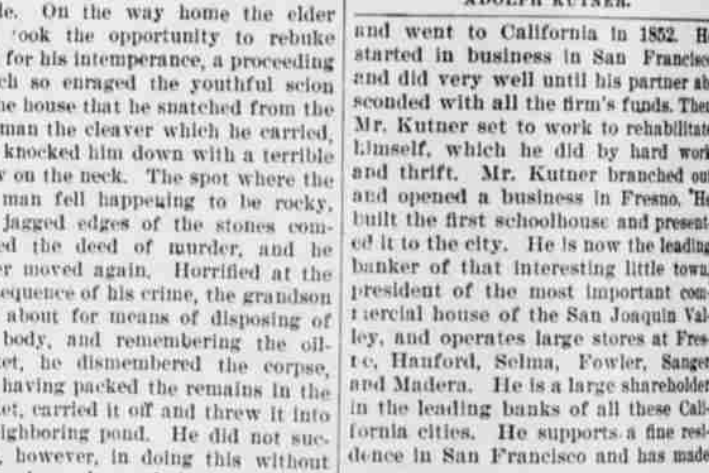 le. On the way home the elder
took the opportunity to rebuke
for his intemperance, a proceeding
ch so enraged the youthful scion
he house that he snatched from the
man the cleaver which he carried,
knocked him down with a terrible
w on the neck. The spot where the
man fell happening to be rocky,
jagged edges of the stones com-
ed the deed of murder, and he
er moved again. Horrified at the
equence of his crime, the grandson
about for means of disposing of
body, and remembering the oil-
et, he dismembered the corpse,
having packed the remains in the
et, carried it off and threw it into
ighboring pond. He did not suc-
, however, in doing this without
ADOLPH KUTNER.
and went to California in 1852. He
started in business in San Francisco
and did very well until his partner ab
sconded with all the firm's funds. Then
Mr. Kutner set to work to rehabilitate
himself, which he did by hard work
and thrift. Mr. Kutner branched out
and opened a business in Fresno. He
built the first schoolhouse and present-
ed it to the city. He is now the leading
banker of that interesting little town,
president of the most important com-
mercial house of the San Joaquin Val-
ley, and operates large stores at Fres-
no, Hanford, Selma, Fowler, Sanger
and Madera. He is a large shareholder
in the leading banks of all these Cali-
fornia cities. He supports a fine resi-
dence in San Francisco and has made